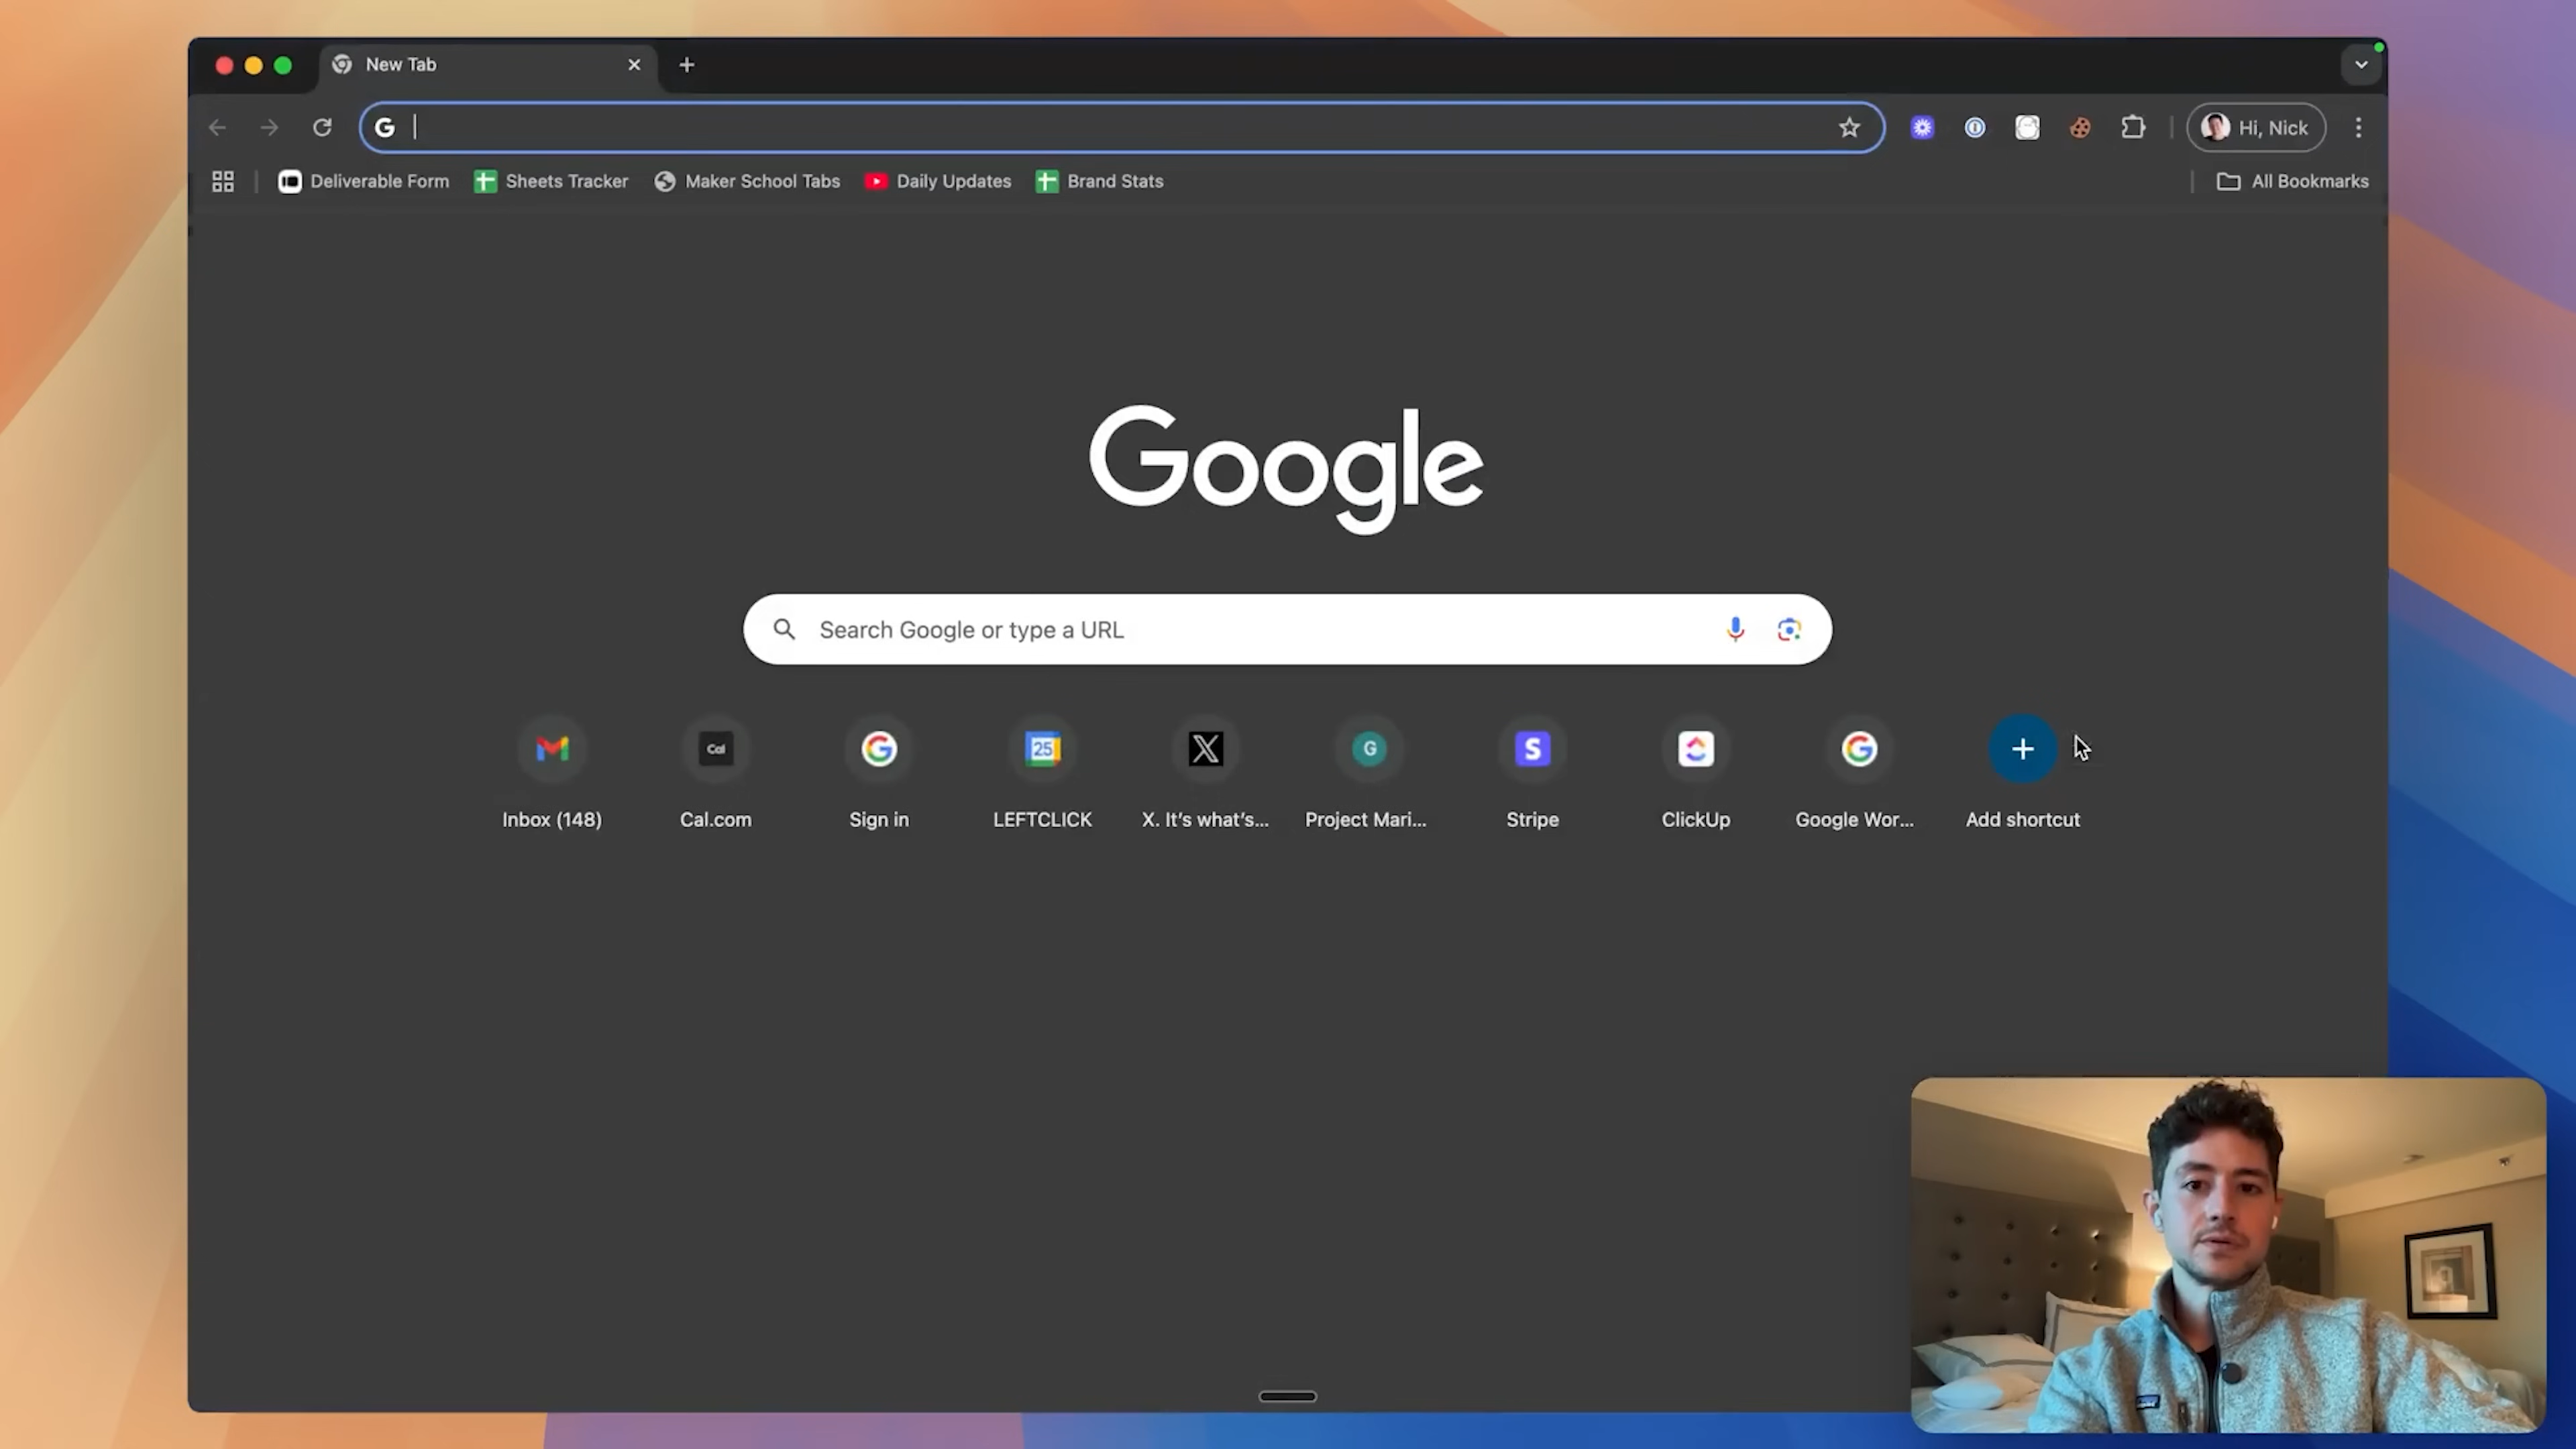 New Tab
Hi, Nick
Deliverable Form
Sheets Tracker
Maker School Tabs
Daily Updates
Brand Stats
All Bookmarks
Google
Search Google or type a URL
Cal
G
25
X
G
S
G
Inbox (148)
Cal.com
Sign in
LEFTCLICK
X. It’s what’s...
Project Mari...
Stripe
ClickUp
Google Wor...
Add shortcut